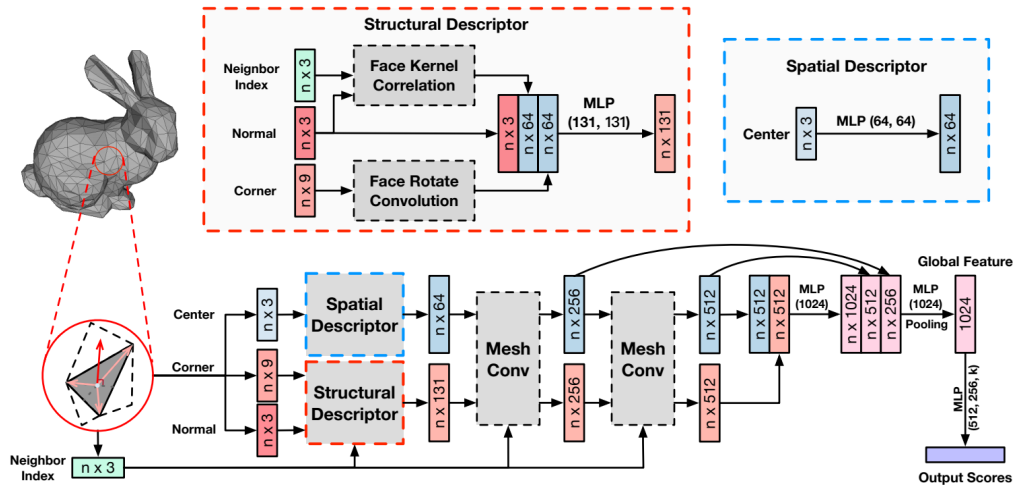 Structural Descriptor
Neighbor
Index
n x 3
Face Kernel
Correlation
Normal
n x 3
n x 3
n x 64
n x 64
MLP
(131, 131)
n x 131
Corner
n x 9
Face Rotate
Convolution
Spatial Descriptor
Center
n x 3
MLP (64, 64)
n x 64
Center
n x 3
Spatial
Descriptor
n x 64
Corner
n x 9
Structural
Descriptor
n x 131
Normal
n x 3
Neighbor
Index
n x 3
Mesh
Conv
n x 256
n x 256
Mesh
Conv
n x 512
n x 512
n x 512
n x 512
MLP
(1024)
n x 1024
n x 512
n x 256
MLP
(1024)
Pooling
Global Feature
1024
MLP
(512, 256, k)
Output Scores